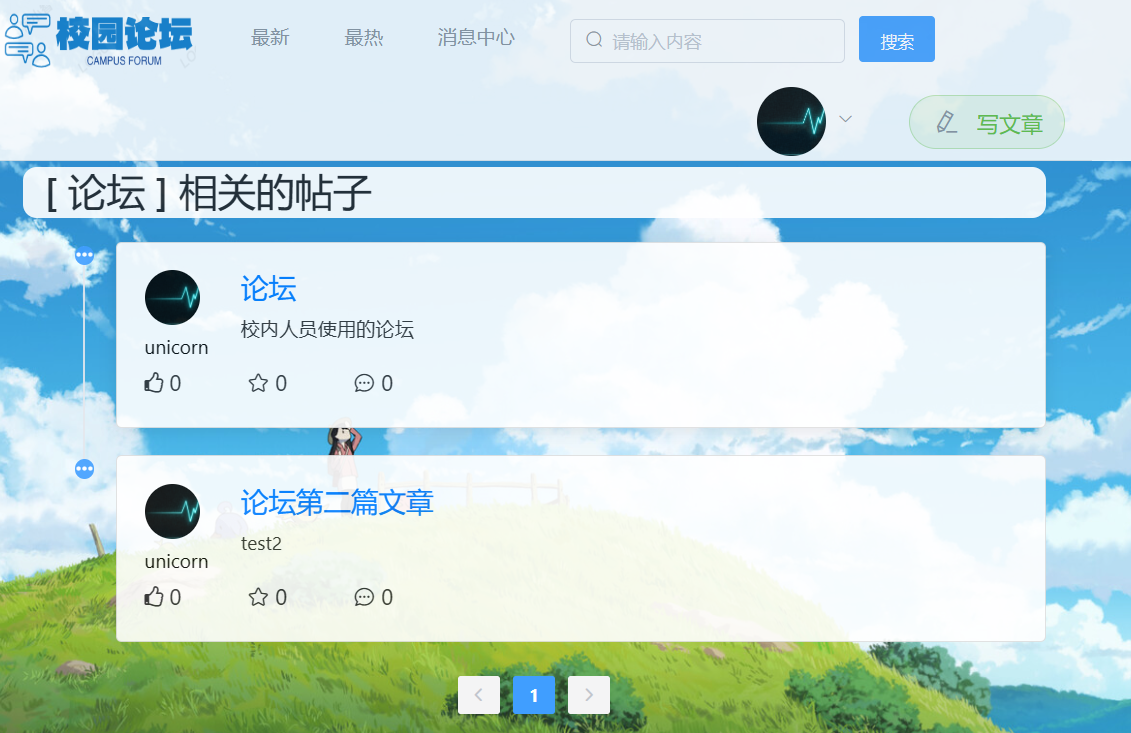 校园论坛
CAMPUS FORUM
最新 最热 消息中心 请输入内容 搜索
写文章
[ 论坛 ] 相关的帖子
论坛
校内人员使用的论坛
unicorn
0 0 0
论坛第二篇文章
test2
unicorn
0 0 0
1